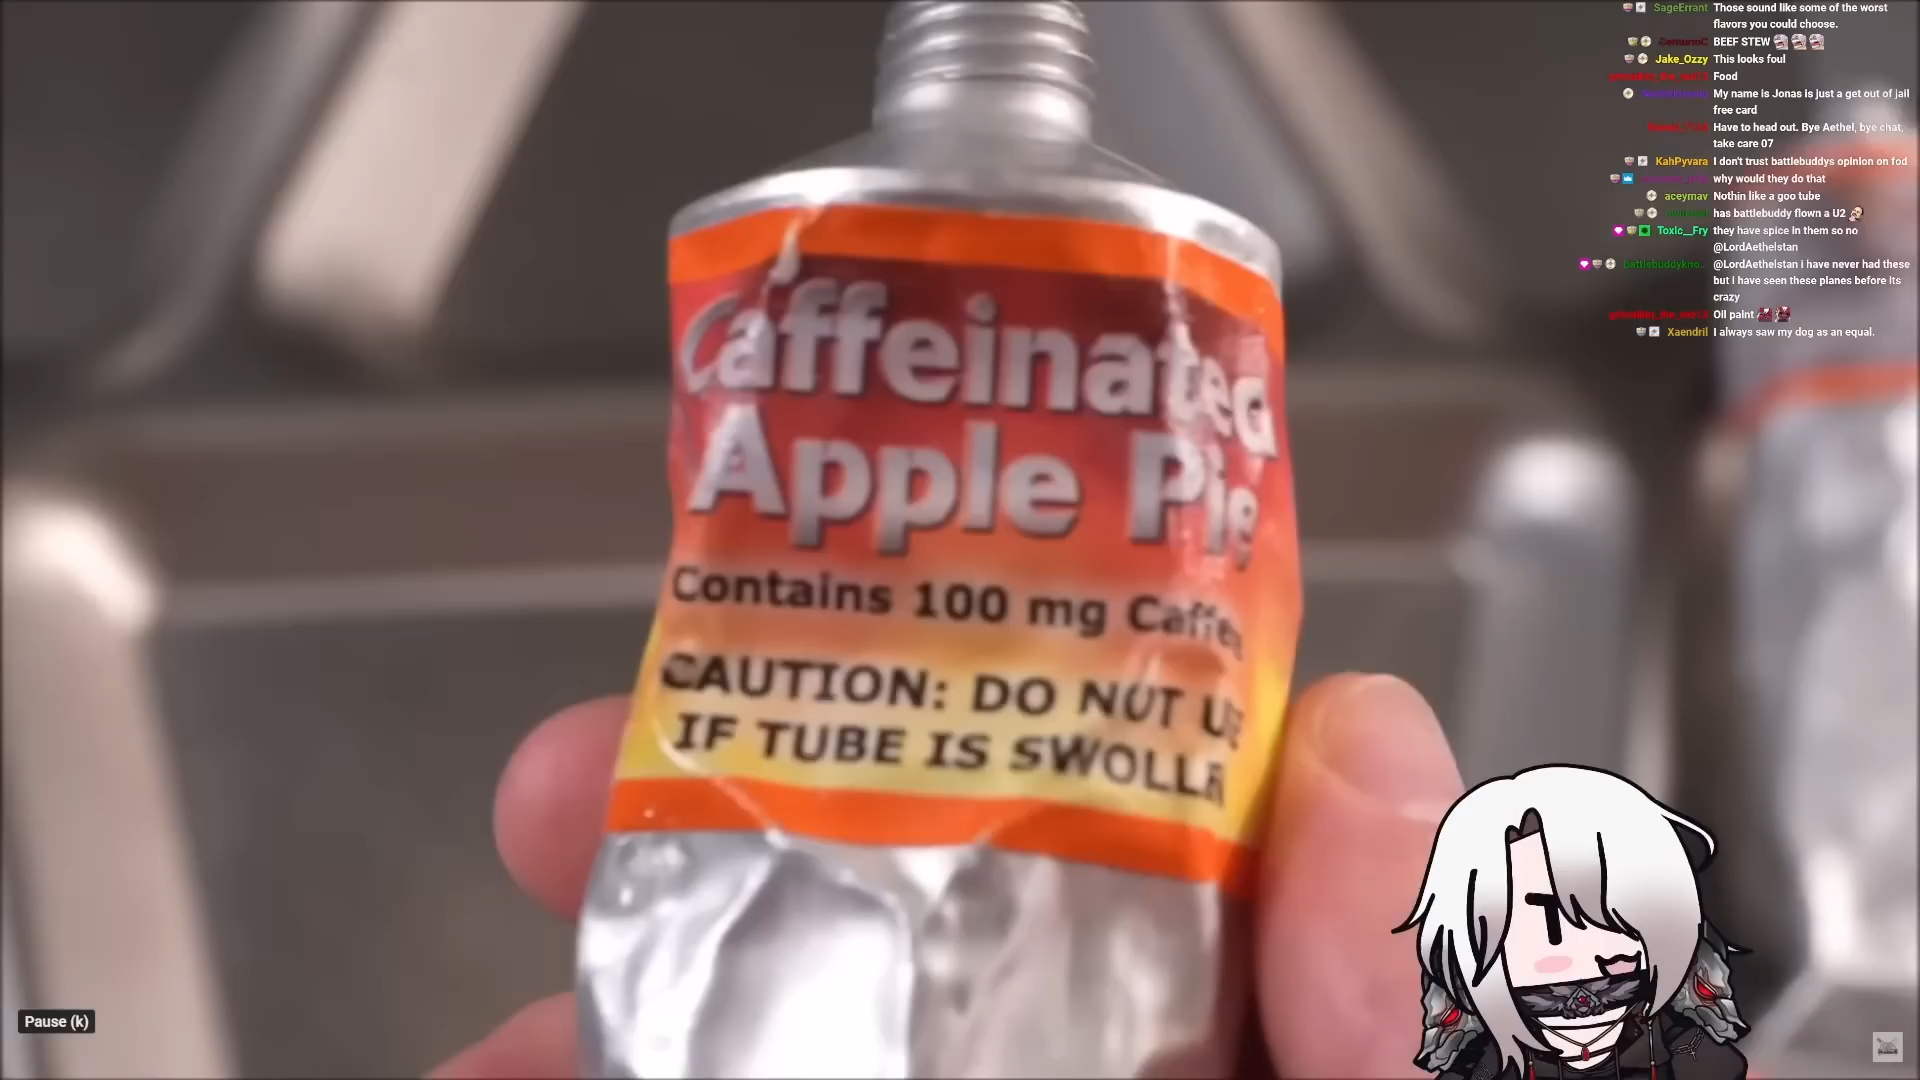 Caffeinated
Apple Pie
Contains 100 mg
CAUTION: DO NOT
IF TUBE IS
SageErrant Those sound like some of the worst
flavors you could choose.
BEEF STEW
Jake_Ozzy This looks foul
Food
My name is Jonas is just a get out of jail
free card
Have to head out. Bye Aethel, bye chat,
take care 07
KahPyvara I don't trust battlebuddys opinion on fod
why would they do that
aceymav Nothin like a goo tube
has battlebuddy flown a U2
Toxic__Fry they have spice in them so no
@LordAethelstan
battlebuddykno... @LordAethelstan i have never had these
but i have seen these planes before its
crazy
Oil paint
Xaendril I always saw my dog as an equal.
Pause (k)